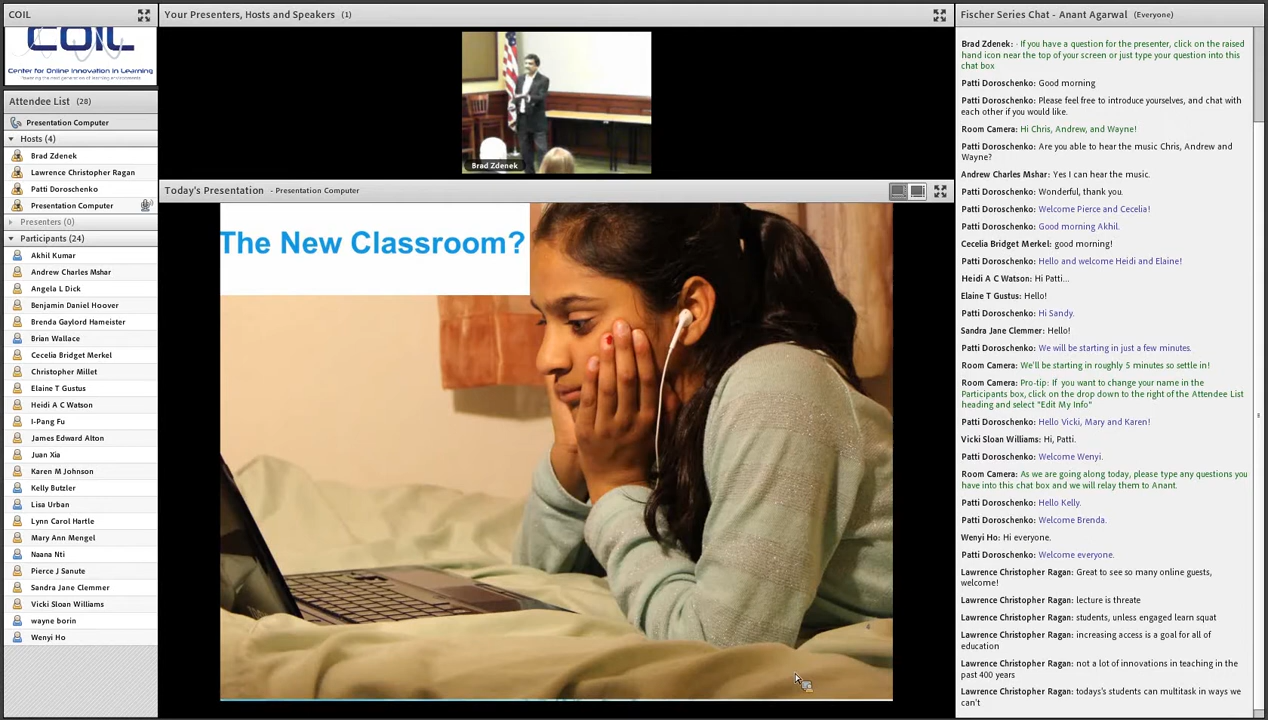 COIL
Your Presenters, Hosts and Speakers (1)
Fischer Series Chat - Anant Agarwal (Everyone)
COIL
Center for Online Innovation in Learning
Attendee List (28)
Presentation Computer
Hosts (4)
Brad Zdenek
Lawrence Christopher Ragan
Patti Doroschenko
Presentation Computer
Presenters (0)
Participants (24)
Akhil Kumar
Andrew Charles Mshar
Angela L Dick
Benjamin Daniel Hoover
Brenda Gaylord Hameister
Brian Wallace
Cecelia Bridget Merkel
Christopher Millet
Elaine T Gustus
Heidi A C Watson
I-Pang Fu
James Edward Alton
Juan Xia
Karen M Johnson
Kelly Butzler
Lisa Urban
Lynn Carol Hartle
Mary Ann Mengel
Naana Nti
Pierce J Sanute
Sandra Jane Clemmer
Vicki Sloan Williams
wayne borin
Wenyi Ho
Brad Zdenek
Today's Presentation - Presentation Computer
The New Classroom?
4
Brad Zdenek: - If you have a question for the presenter, click on the raised
hand icon near the top of your screen or just type your question into this
chat box
Patti Doroschenko: Good morning
Patti Doroschenko: Please feel free to introduce yourselves, and chat with
each other if you would like.
Room Camera: Hi Chris, Andrew, and Wayne!
Patti Doroschenko: Are you able to hear the music Chris, Andrew and
Wayne?
Andrew Charles Mshar: Yes I can hear the music.
Patti Doroschenko: Wonderful, thank you.
Patti Doroschenko: Welcome Pierce and Cecelia!
Patti Doroschenko: Good morning Akhil.
Cecelia Bridget Merkel: good morning!
Patti Doroschenko: Hello and welcome Heidi and Elaine!
Heidi A C Watson: Hi Patti...
Elaine T Gustus: Hello!
Patti Doroschenko: Hi Sandy.
Sandra Jane Clemmer: Hello!
Patti Doroschenko: We will be starting in just a few minutes.
Room Camera: We'll be starting in roughly 5 minutes so settle in!
Room Camera: Pro-tip: If you want to change your name in the
Participants box, click on the drop down to the right of the Attendee List
heading and select "Edit My Info"
Patti Doroschenko: Hello Vicki, Mary and Karen!
Vicki Sloan Williams: Hi, Patti.
Patti Doroschenko: Welcome Wenyi.
Room Camera: As we are going along today, please type any questions you
have into this chat box and we will relay them to Anant.
Patti Doroschenko: Hello Kelly.
Patti Doroschenko: Welcome Brenda.
Wenyi Ho: Hi everyone.
Patti Doroschenko: Welcome everyone.
Lawrence Christopher Ragan: Great to see so many online guests,
welcome!
Lawrence Christopher Ragan: lecture is threate
Lawrence Christopher Ragan: students, unless engaged learn squat
Lawrence Christopher Ragan: increasing access is a goal for all of
education
Lawrence Christopher Ragan: not a lot of innovations in teaching in the
past 400 years
Lawrence Christopher Ragan: todays's students can multitask in ways we
can't